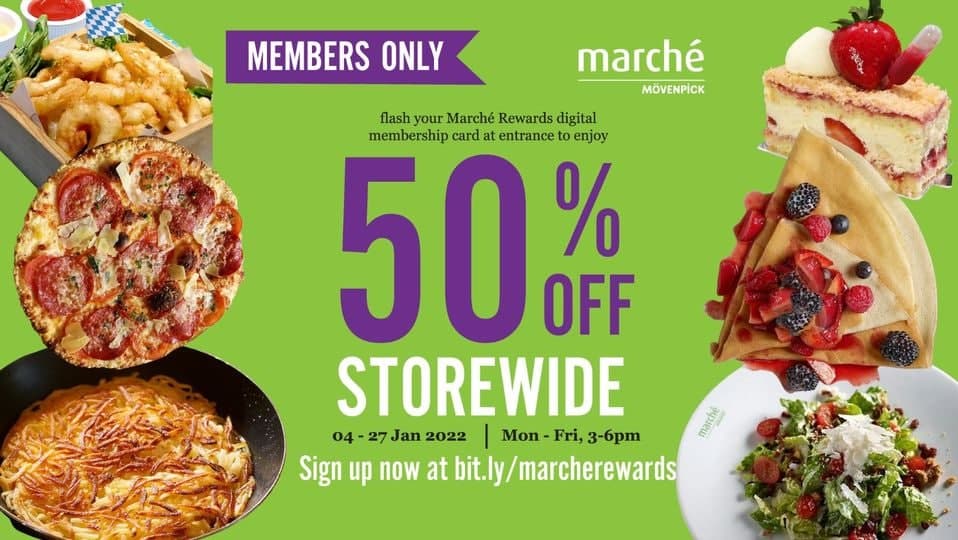 MEMBERS ONLY
marché
MÖVENPICK
flash your Marché Rewards digital
membership card at entrance to enjoy
50%
OFF
STOREWIDE
04 - 27 Jan 2022 | Mon - Fri, 3-6pm
Sign up now at bit.ly/marcherewards
marché